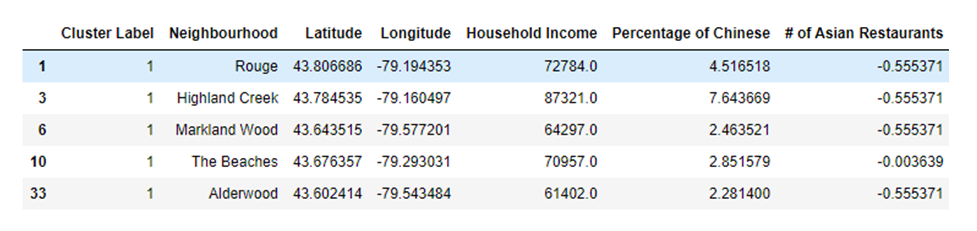 Cluster Label Neighbourhood Latitude Longitude Household Income Percentage of Chinese # of Asian Restaurants
1 1 Rouge 43.806686 -79.194353 72784.0 4.516518 -0.555371
3 1 Highland Creek 43.784535 -79.160497 87321.0 7.643669 -0.555371
6 1 Markland Wood 43.643515 -79.577201 64297.0 2.463521 -0.555371
10 1 The Beaches 43.676357 -79.293031 70957.0 2.851579 -0.003639
33 1 Alderwood 43.602414 -79.543484 61402.0 2.281400 -0.555371